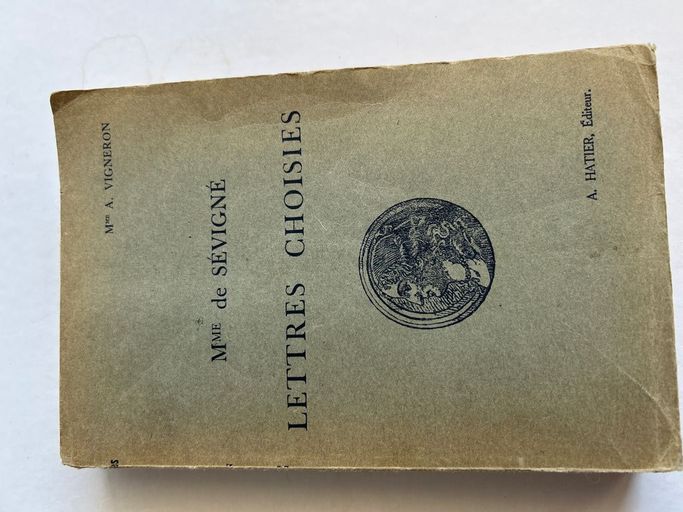 Mme A. VIGNERON
MME de SÉVIGNÉ
LETTRES CHOISIES
A. HATIER, Éditeur.